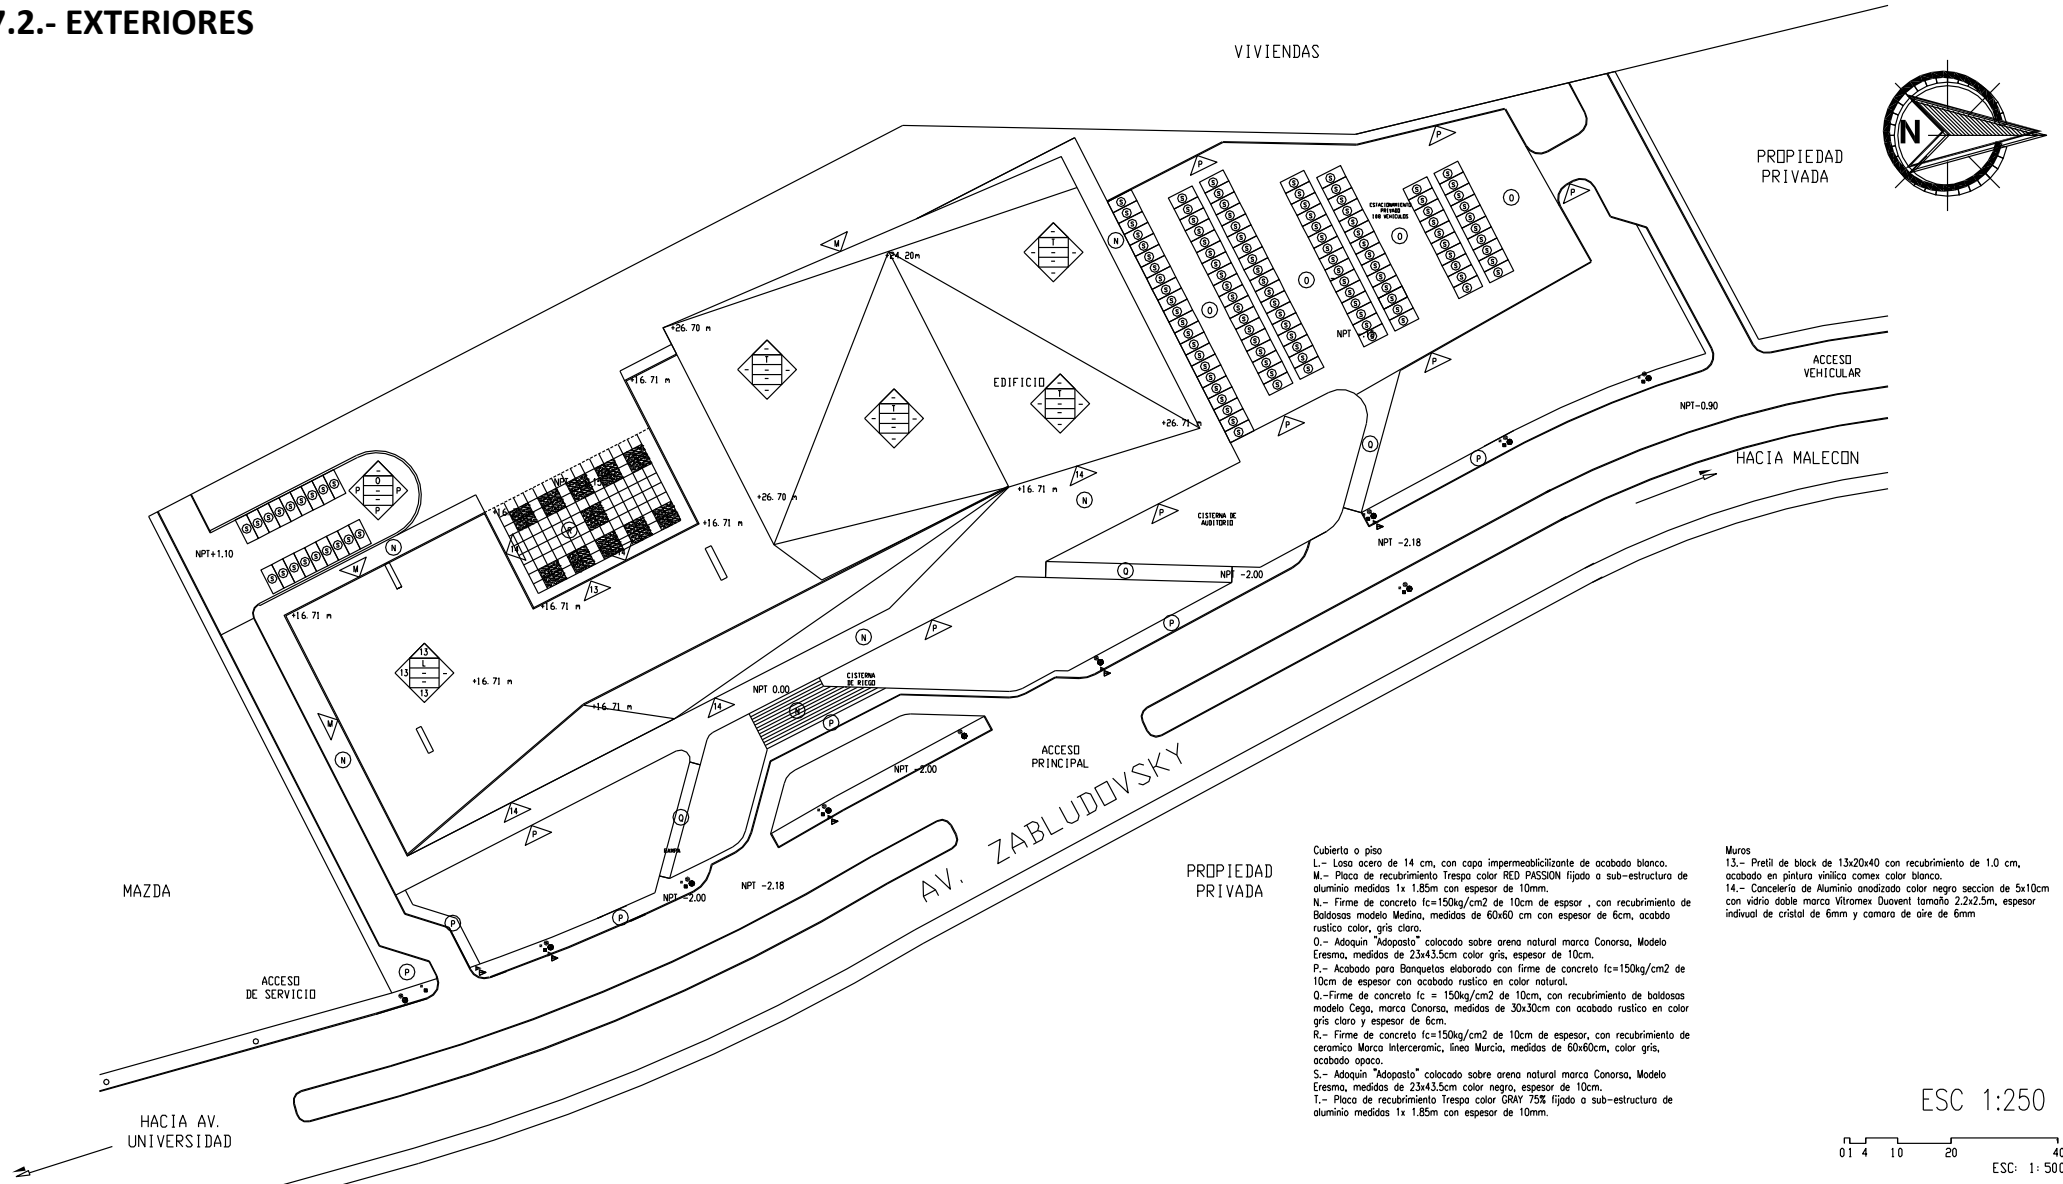 7.2.- EXTERIORES
VIVIENDAS
N
PROPIEDAD
PRIVADA
ESTACIONAMIENTO
PRIVADO
100 VEHICULOS
+24.20m
+26.70 m
EDIFICIO
NPT
+16.71 m
+26.71 m
ACCESO
VEHICULAR
NPT-0.90
HACIA MALECON
+26.70 m
+16.71 m
+16.71 m
CISTERNA DE
AUDITORIO
NPT+1.10
NPT -2.18
NPT -2.00
+16.71 m
+16.71 m
+16.71 m
+16.71 m
CISTERNA
DE RIEGO
NPT 0.00
ACCESO
PRINCIPAL
NPT -2.00
AV. ZABLUDOVSKY
RAMPA
NPT -2.18
NPT -2.00
MAZDA
PROPIEDAD
PRIVADA
ACCESO
DE SERVICIO
HACIA AV.
UNIVERSIDAD
Cubierta o piso
L.- Losa acero de 14 cm, con capa impermeablicilizante de acabado blanco.
M.- Placa de recubrimiento Trespa color RED PASSION fijado a sub-estructura de
aluminio medidas 1x 1.85m con espesor de 10mm.
N.- Firme de concreto fc=150kg/cm2 de 10cm de espsor , con recubrimiento de
Baldosas modelo Medina, medidas de 60x60 cm con espesor de 6cm, acabdo
rustico color, gris claro.
O.- Adoquin "Adopasto" colocado sobre arena natural marca Conorsa, Modelo
Eresma, medidas de 23x43.5cm color gris, espesor de 10cm.
P.- Acabado para Banquetas elaborado con firme de concreto fc=150kg/cm2 de
10cm de espesor con acabado rustico en color natural.
Q.-Firme de concreto fc = 150kg/cm2 de 10cm, con recubrimiento de baldosas
modelo Cega, marca Conorsa, medidas de 30x30cm con acabado rustico en color
gris claro y espesor de 6cm.
R.- Firme de concreto fc=150kg/cm2 de 10cm de espesor, con recubrimiento de
ceramico Marca Interceramic, línea Murcia, medidas de 60x60cm, color gris,
acabado opaco.
S.- Adoquin "Adopasto" colocado sobre arena natural marca Conorsa, Modelo
Eresma, medidas de 23x43.5cm color negro, espesor de 10cm.
T.- Placa de recubrimiento Trespa color GRAY 75% fijado a sub-estructura de
aluminio medidas 1x 1.85m con espesor de 10mm.
Muros
13.- Pretil de block de 13x20x40 con recubrimiento de 1.0 cm,
acabado en pintura vinilica comex color blanco.
14.- Cancelería de Aluminio anodizado color negro seccion de 5x10cm
con vidrio doble marca Vitromex Duovent tamaño 2.2x2.5m, espesor
indivual de cristal de 6mm y camara de aire de 6mm
ESC 1:250
0 1 4 10 20 40
ESC: 1:500